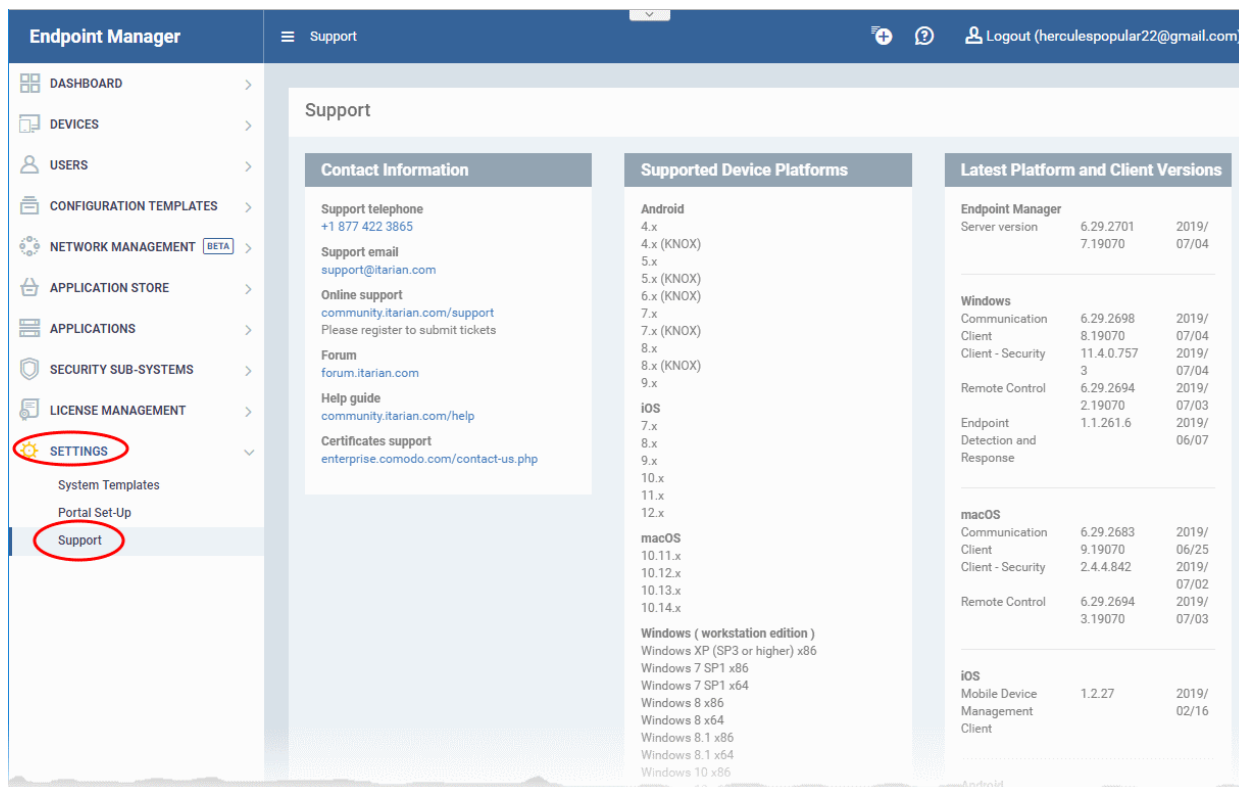 Endpoint Manager
Support
Logout (herculespopular22@gmail.com)
DASHBOARD
DEVICES
USERS
CONFIGURATION TEMPLATES
NETWORK MANAGEMENT BETA
APPLICATION STORE
APPLICATIONS
SECURITY SUB-SYSTEMS
LICENSE MANAGEMENT
SETTINGS
System Templates
Portal Set-Up
Support
Support
Contact Information
Support telephone
+1 877 422 3865
Support email
support@itarian.com
Online support
community.itarian.com/support
Please register to submit tickets
Forum
forum.itarian.com
Help guide
community.itarian.com/help
Certificates support
enterprise.comodo.com/contact-us.php
Supported Device Platforms
Android
4.x
4.x (KNOX)
5.x
5.x (KNOX)
6.x (KNOX)
7.x
7.x (KNOX)
8.x
8.x (KNOX)
9.x
iOS
7.x
8.x
9.x
10.x
11.x
12.x
macOS
10.11.x
10.12.x
10.13.x
10.14.x
Windows ( workstation edition )
Windows XP (SP3 or higher) x86
Windows 7 SP1 x86
Windows 7 SP1 x64
Windows 8 x86
Windows 8 x64
Windows 8.1 x86
Windows 8.1 x64
Windows 10 x86
Latest Platform and Client Versions
Endpoint Manager
Server version 6.29.2701 2019/
7.19070 07/04
Windows
Communication 6.29.2698 2019/
Client 8.19070 07/04
Client - Security 11.4.0.757 2019/
3 07/04
Remote Control 6.29.2694 2019/
2.19070 07/03
Endpoint 1.1.261.6 2019/
Detection and 06/07
Response
macOS
Communication 6.29.2683 2019/
Client 9.19070 06/25
Client - Security 2.4.4.842 2019/
07/02
Remote Control 6.29.2694 2019/
3.19070 07/03
iOS
Mobile Device 1.2.27 2019/
Management 02/16
Client
Android